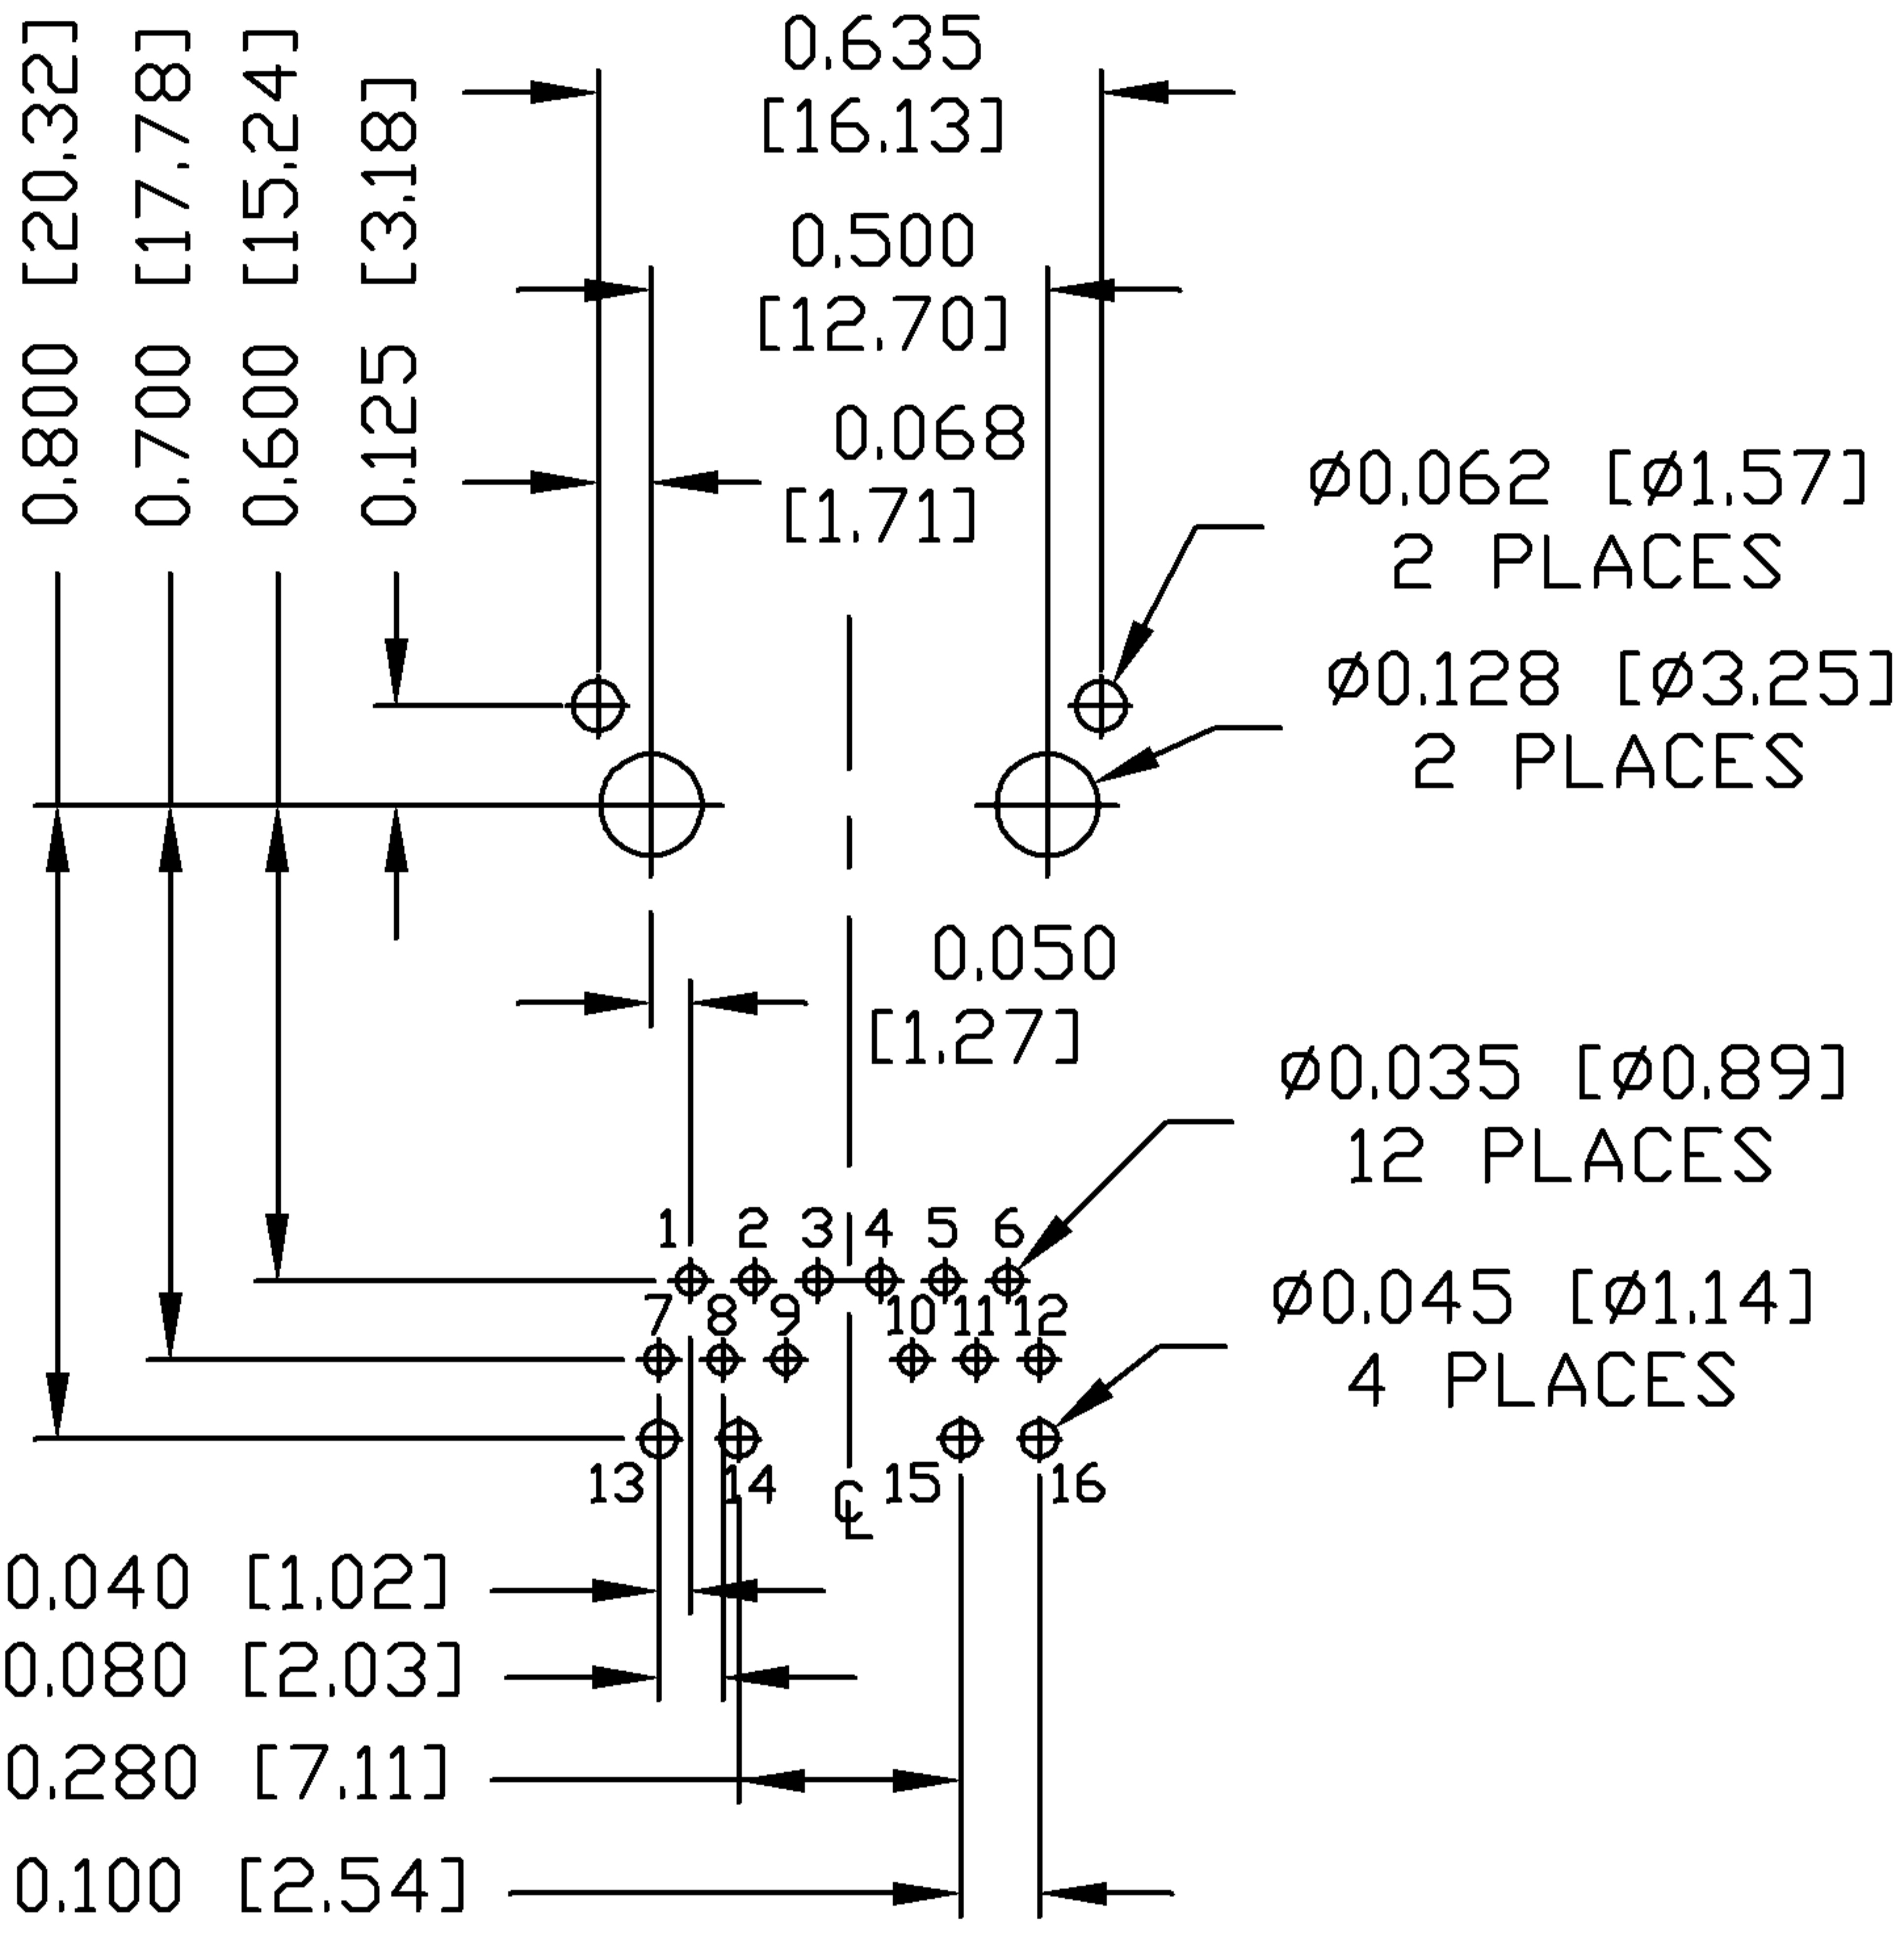 0.800 [20.32]
0.700 [17.78]
0.600 [15.24]
0.125 [3.18]
0.635
[16.13]
0.500
[12.70]
0.068
[1.71]
Ø0.062 [Ø1.57]
2 PLACES
Ø0.128 [Ø3.25]
2 PLACES
0.050
[1.27]
Ø0.035 [Ø0.89]
12 PLACES
1 2 3 4 5 6
Ø0.045 [Ø1.14]
4 PLACES
7 8 9 10 11 12
13 14 ℄ 15 16
0.040 [1.02]
0.080 [2.03]
0.280 [7.11]
0.100 [2.54]